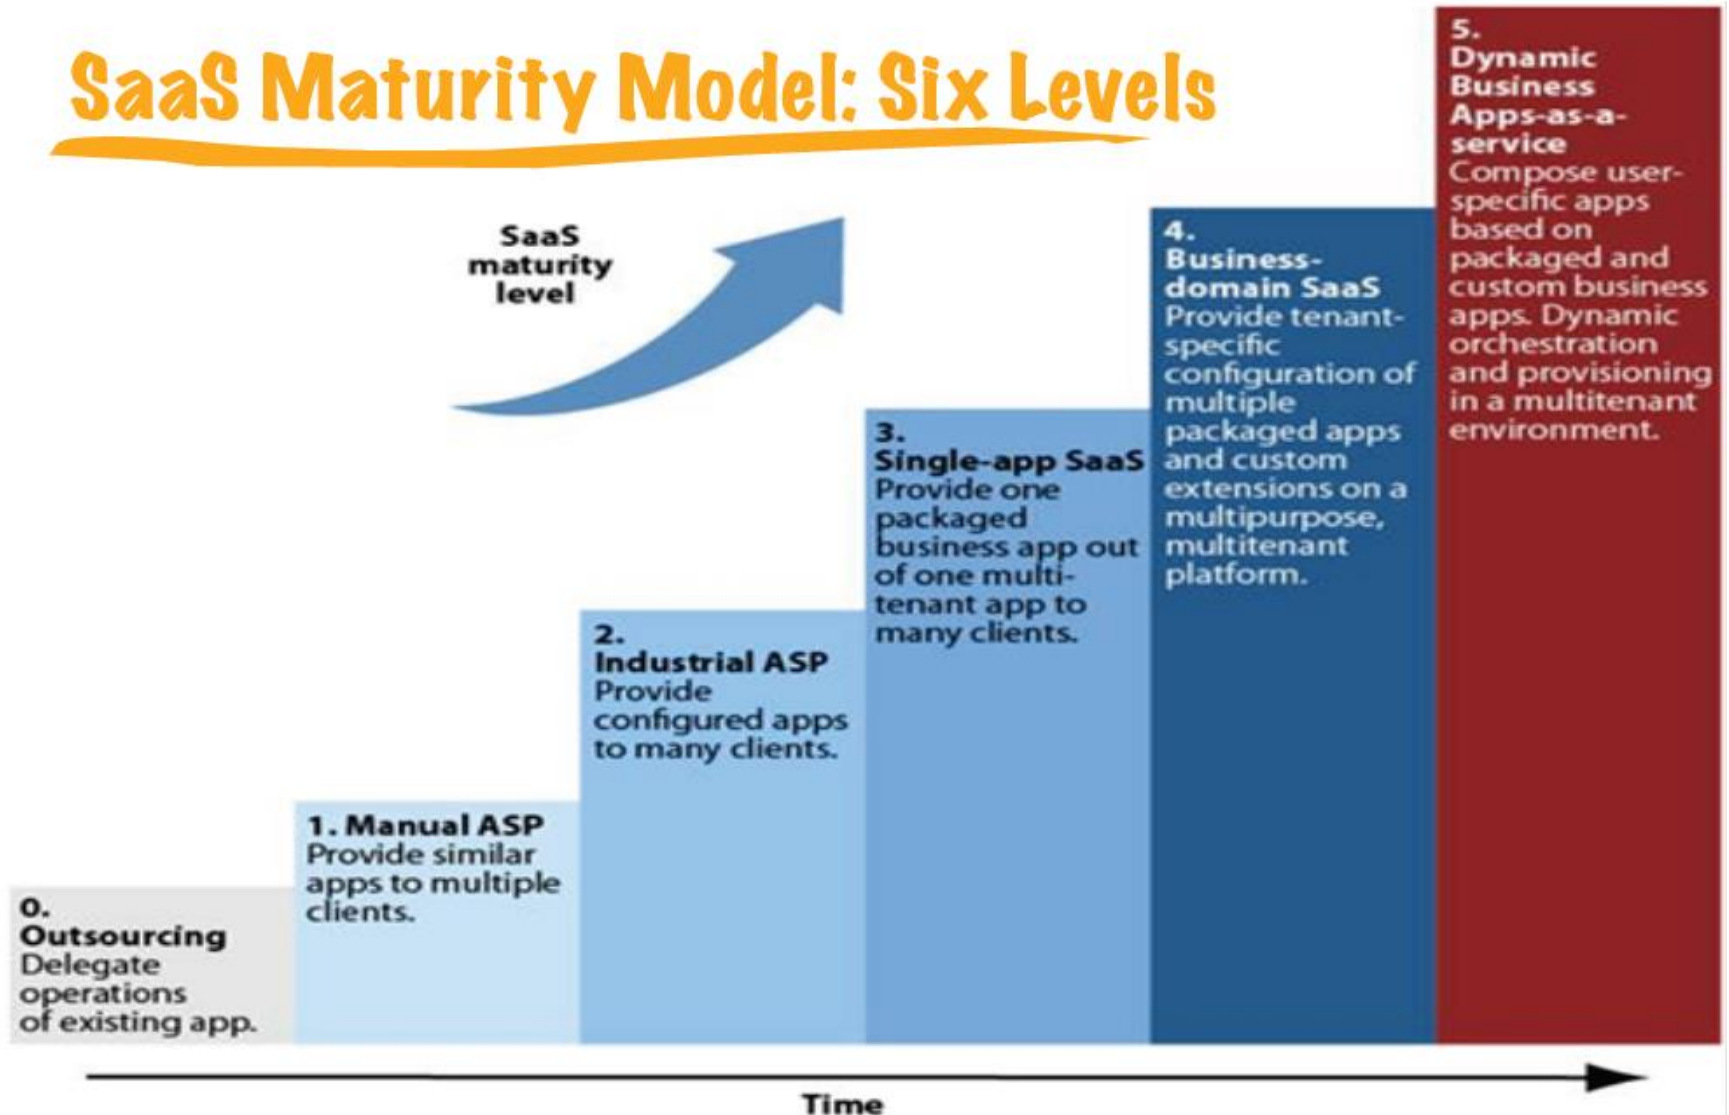 SaaS Maturity Model: Six Levels
SaaS
maturity
level
0.
Outsourcing
Delegate
operations
of existing app.
1. Manual ASP
Provide similar
apps to multiple
clients.
2.
Industrial ASP
Provide
configured apps
to many clients.
3.
Single-app SaaS
Provide one
packaged
business app out
of one multi-
tenant app to
many clients.
4.
Business-
domain SaaS
Provide tenant-
specific
configuration of
multiple
packaged apps
and custom
extensions on a
multipurpose,
multitenant
platform.
5.
Dynamic
Business
Apps-as-a-
service
Compose user-
specific apps
based on
packaged and
custom business
apps. Dynamic
orchestration
and provisioning
in a multitenant
environment.
Time